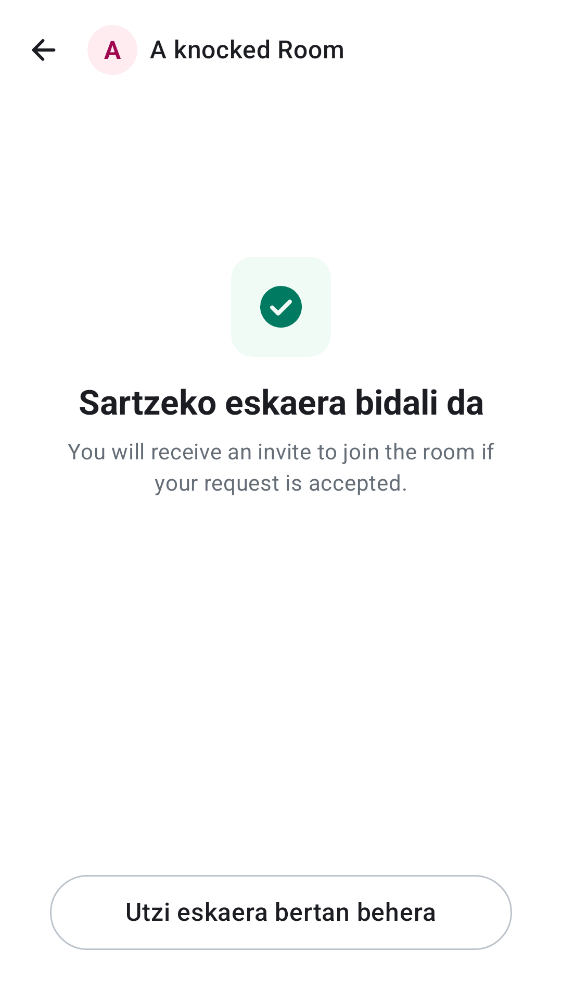 A A knocked Room
Sartzeko eskaera bidali da
You will receive an invite to join the room if
your request is accepted.
Utzi eskaera bertan behera